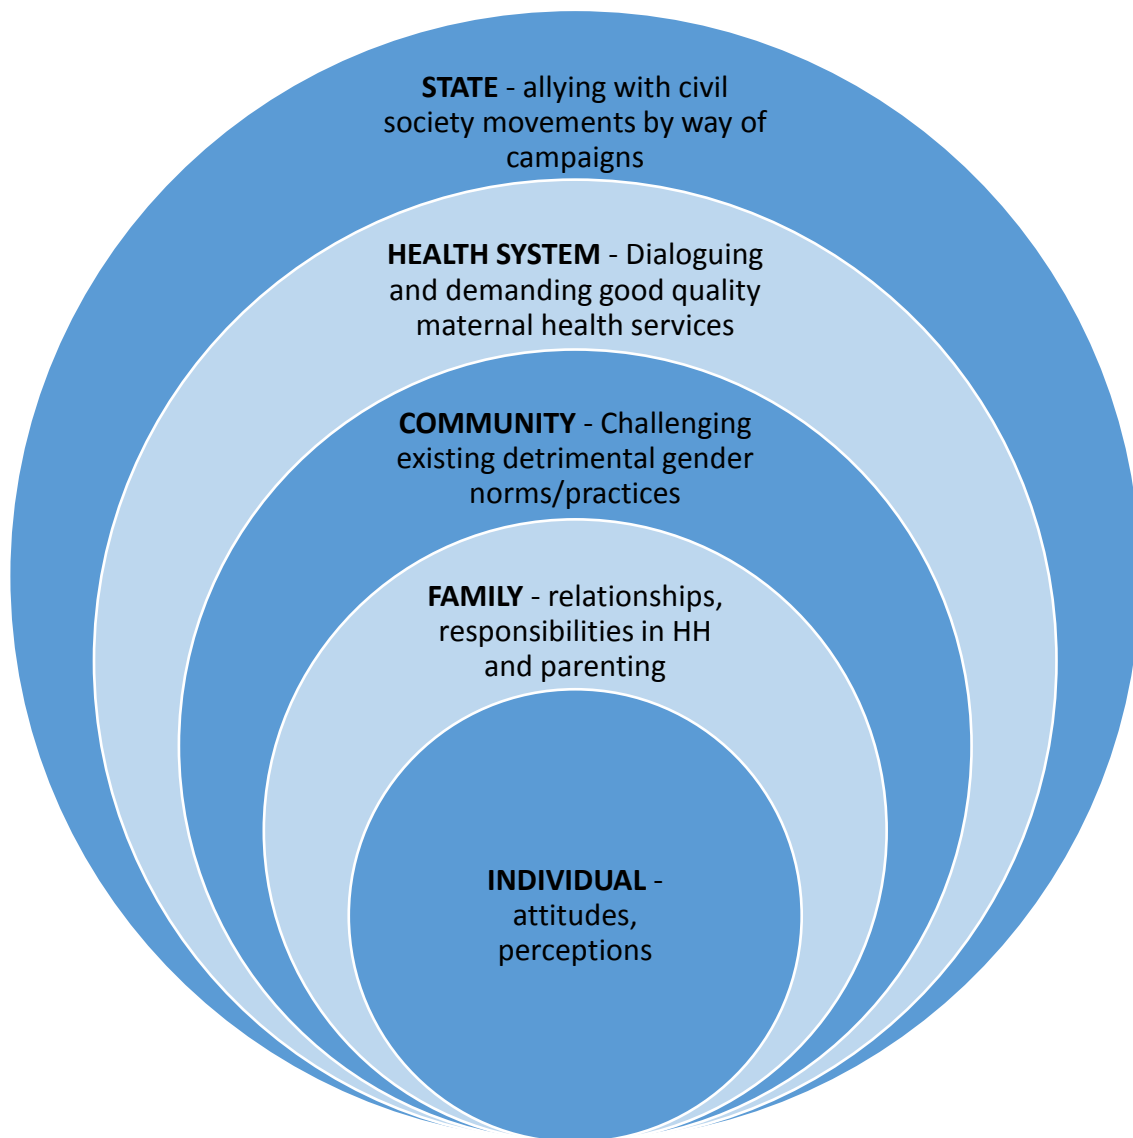 STATE - allying with civil
society movements by way of
campaigns
HEALTH SYSTEM - Dialoguing
and demanding good quality
maternal health services
COMMUNITY - Challenging
existing detrimental gender
norms/practices
FAMILY - relationships,
responsibilities in HH
and parenting
INDIVIDUAL -
attitudes,
perceptions